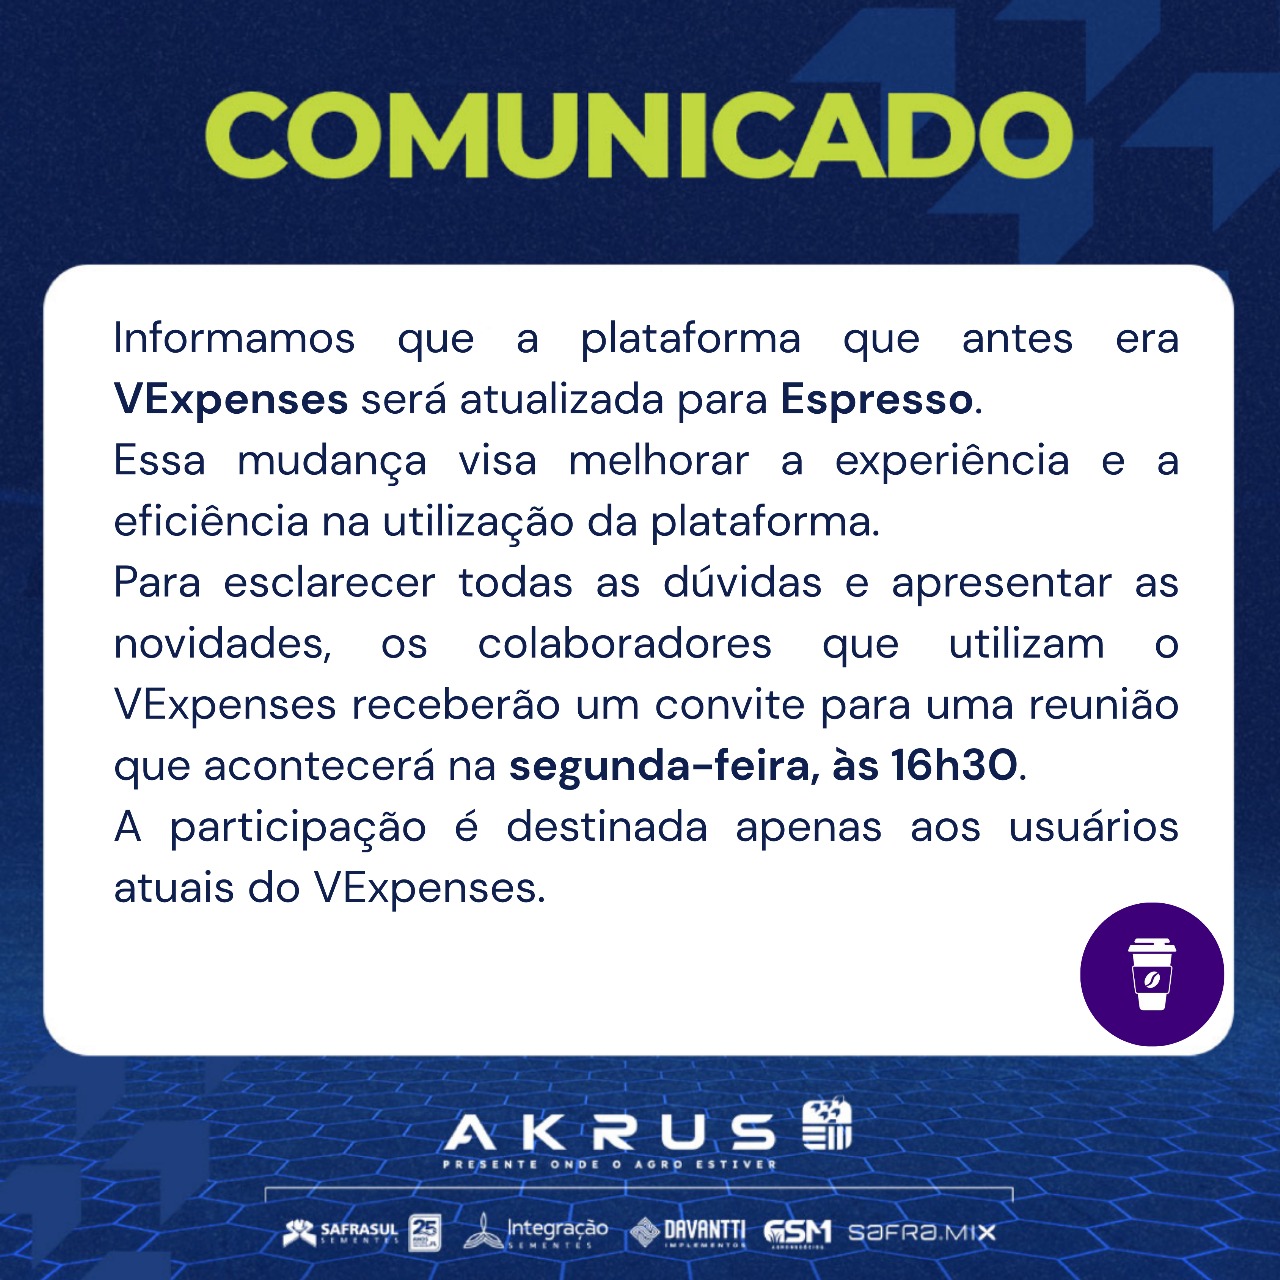 COMUNICADO
Informamos que a plataforma que antes era
VExpenses será atualizada para Espresso.
Essa mudança visa melhorar a experiência e a
eficiência na utilização da plataforma.
Para esclarecer todas as dúvidas e apresentar as
novidades, os colaboradores que utilizam o
VExpenses receberão um convite para uma reunião
que acontecerá na segunda-feira, às 16h30.
A participação é destinada apenas aos usuários
atuais do VExpenses.
AKRUS
PRESENTE ONDE O AGRO ESTIVER
SAFRASUL
SEMENTES
25
Integração
SEMENTES
DAVANTTI
IMPLEMENTOS
GSM
AGRONEGÓCIOS
SAFRA.MIX